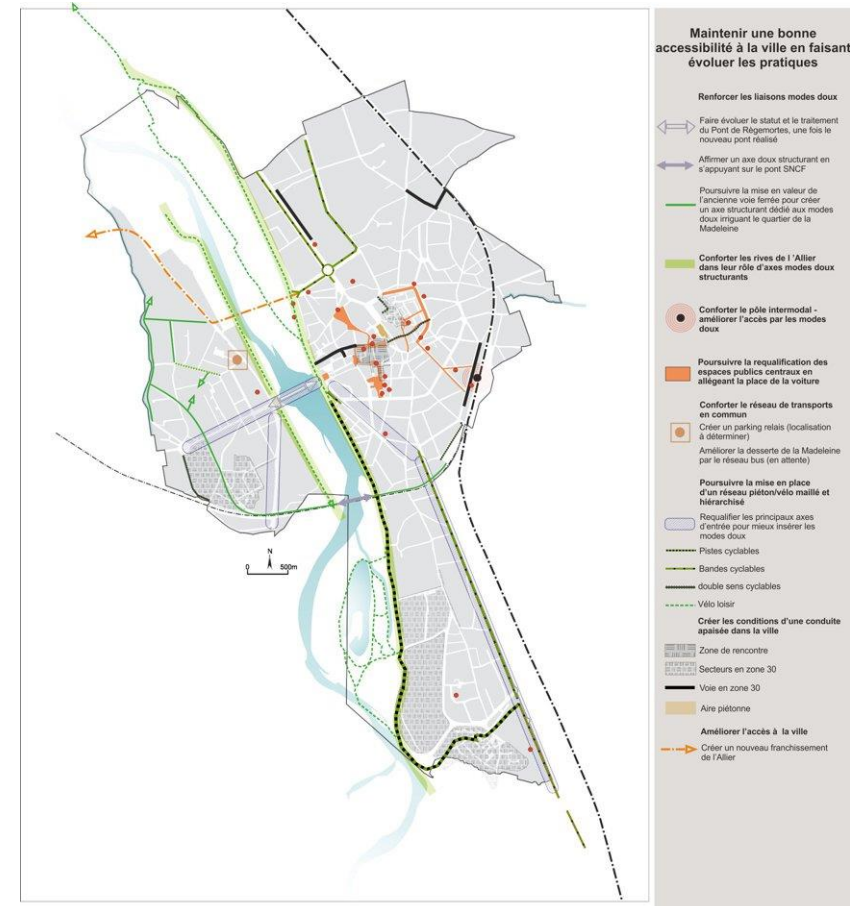 Maintenir une bonne
accessibilité à la ville en faisant
évoluer les pratiques
Renforcer les liaisons modes doux
Faire évoluer le statut et le traitement
du Pont de Règemortes, une fois le
nouveau pont réalisé
Affirmer un axe doux structurant en
s'appuyant sur le pont SNCF
Poursuivre la mise en valeur de
l'ancienne voie ferrée pour créer
un axe structurant dédié aux modes
doux irriguant le quartier de la
Madeleine
Conforter les rives de l 'Allier
dans leur rôle d'axes modes doux
structurants
Conforter le pôle intermodal -
améliorer l'accès par les modes
doux
Poursuivre la requalification des
espaces publics centraux en
allégeant la place de la voiture
Conforter le réseau de transports
en commun
Créer un parking relais (localisation
à déterminer)
Améliorer la desserte de la Madeleine
par le réseau bus (en attente)
Poursuivre la mise en place
d'un réseau piéton/vélo maillé et
hiérarchisé
Requalifier les principaux axes
d'entrée pour mieux insérer les
modes doux
Pistes cyclables
Bandes cyclables
double sens cyclables
Vélo loisir
Créer les conditions d'une conduite
apaisée dans la ville
Zone de rencontre
Secteurs en zone 30
Voie en zone 30
Aire piétonne
Améliorer l'accès à la ville
Créer un nouveau franchissement
de l'Allier
N
0 500m